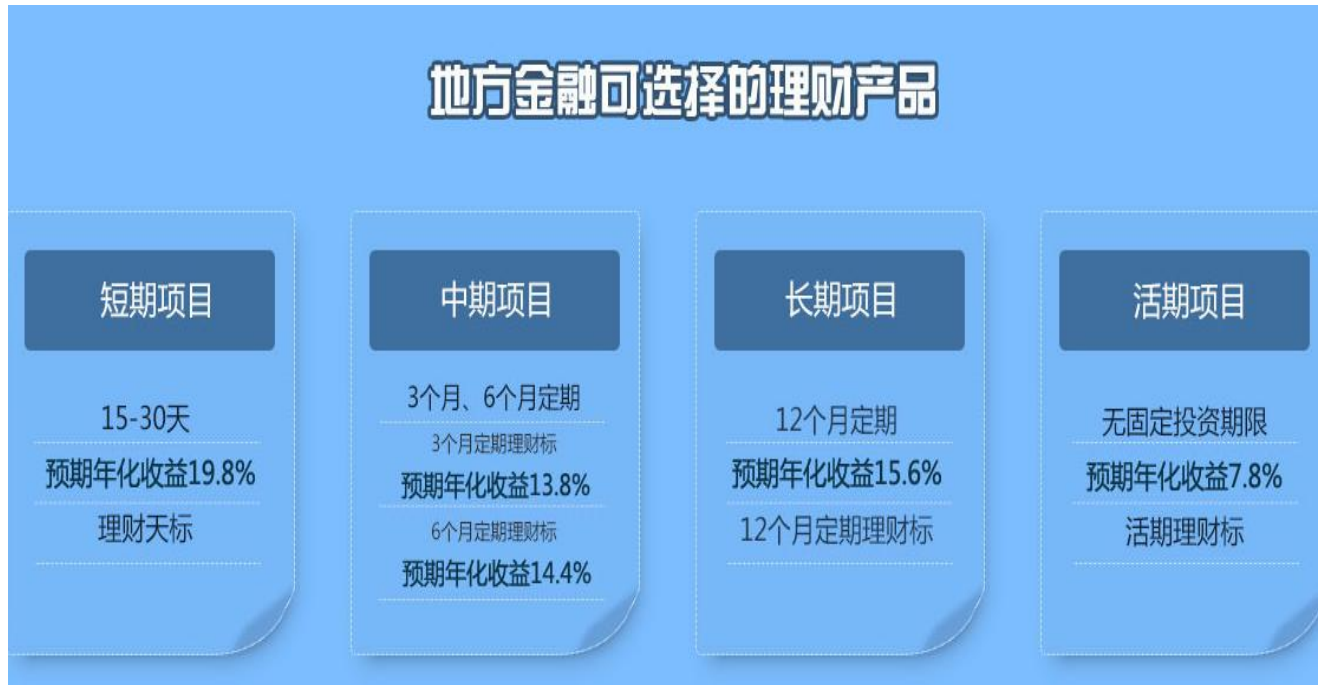 地方金融可选择的理财产品
短期项目
15-30天
预期年化收益19.8%
理财天标
中期项目
3个月、6个月定期
3个月定期理财标
预期年化收益13.8%
6个月定期理财标
预期年化收益14.4%
长期项目
12个月定期
预期年化收益15.6%
12个月定期理财标
活期项目
无固定投资期限
预期年化收益7.8%
活期理财标